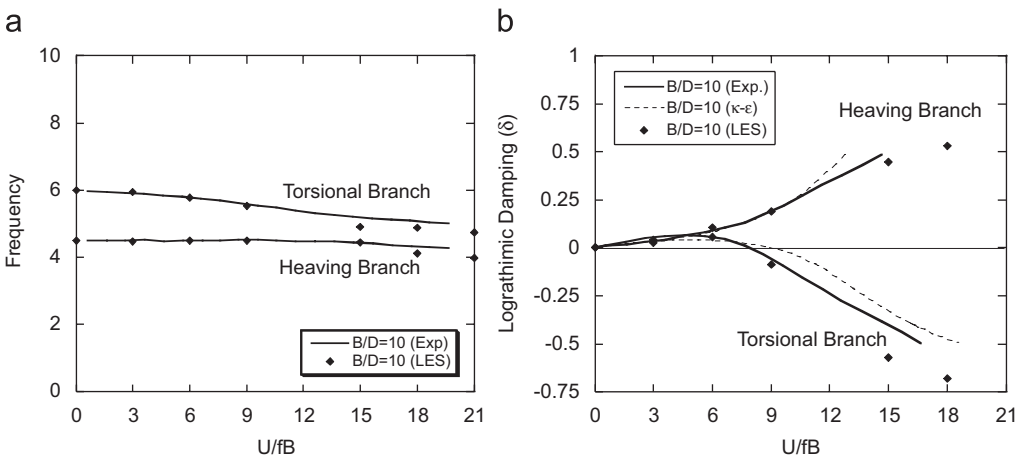 a
10
8
6
4
2
0
Frequency
Torsional Branch
Heaving Branch
B/D=10 (Exp)
B/D=10 (LES)
0 3 6 9 12 15 18 21
U/fB
b
1
0.75
0.5
0.25
0
-0.25
-0.5
-0.75
Lograthimic Damping (δ)
B/D=10 (Exp.)
B/D=10 (κ-ε)
B/D=10 (LES)
Heaving Branch
Torsional Branch
0 3 6 9 12 15 18 21
U/fB